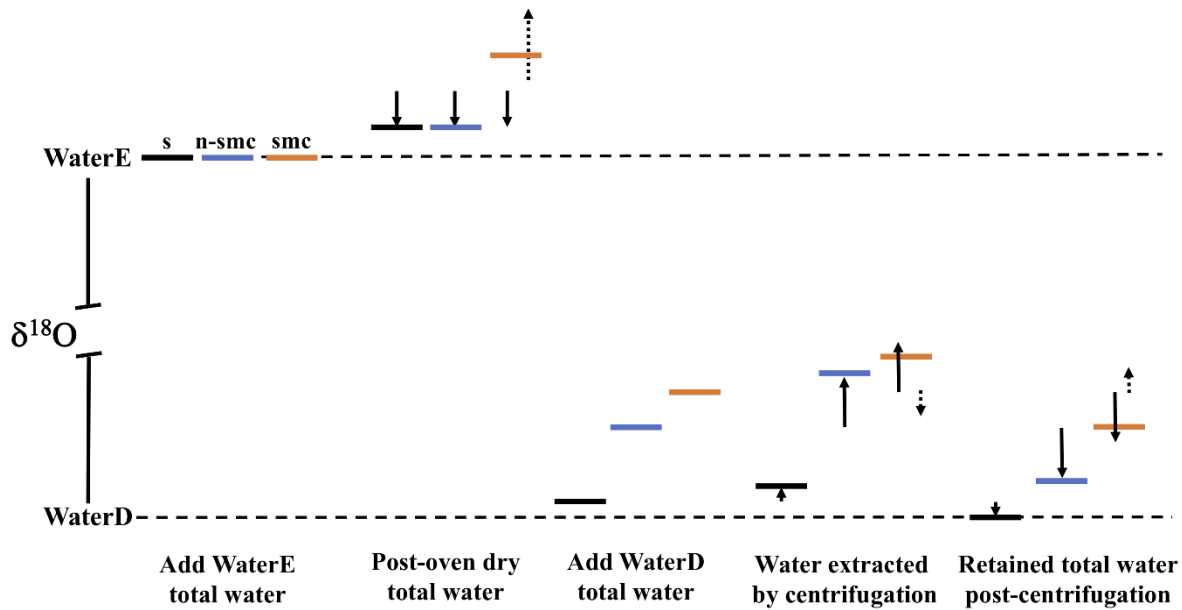 s n-smc smc
WaterE
δ¹⁸O
WaterD
Add WaterE
total water
Post-oven dry
total water
Add WaterD
total water
Water extracted
by centrifugation
Retained total water
post-centrifugation